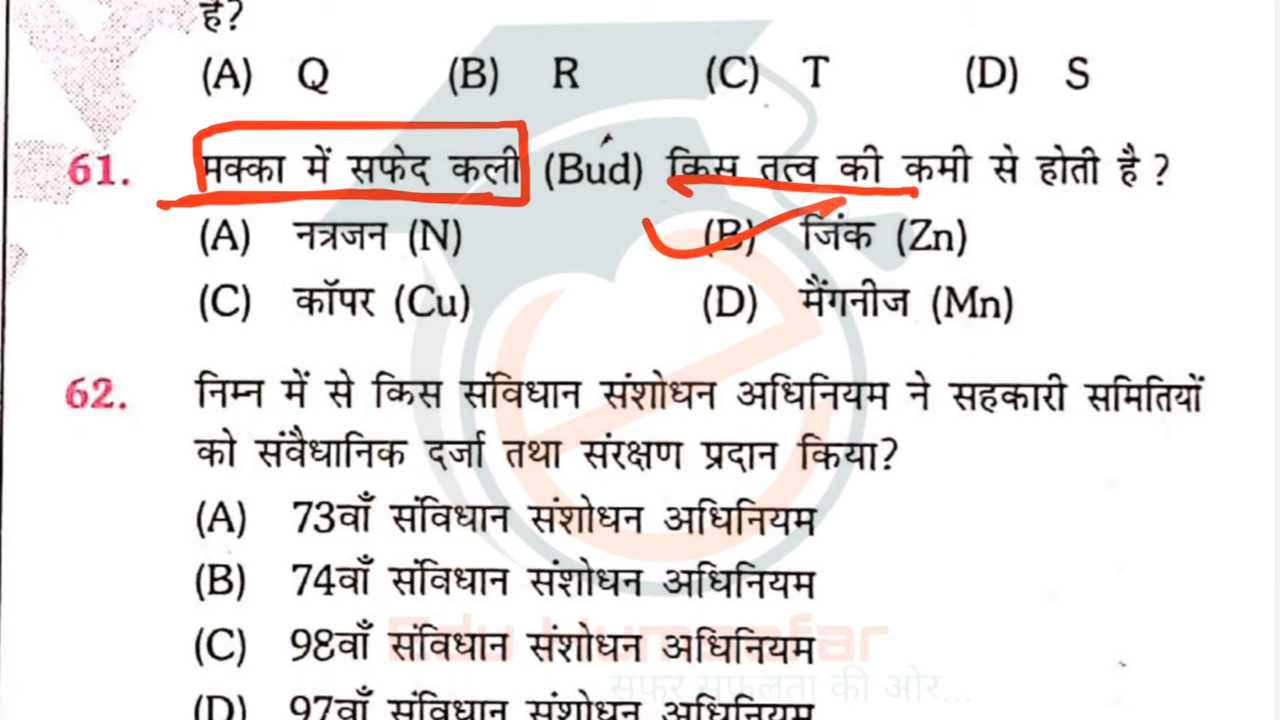 है?
(A) Q (B) R (C) T (D) S
61. मक्का में सफेद कली (Bud) किस तत्व की कमी से होती है ?
(A) नत्रजन (N) (B) जिंक (Zn)
(C) कॉपर (Cu) (D) मैंगनीज (Mn)
62. निम्न में से किस संविधान संशोधन अधिनियम ने सहकारी समितियों
को संवैधानिक दर्जा तथा संरक्षण प्रदान किया?
(A) 73वाँ संविधान संशोधन अधिनियम
(B) 74वाँ संविधान संशोधन अधिनियम
(C) 98वाँ संविधान संशोधन अधिनियम
Edu Humsafar
सफर सफलता की ओर...
(D) 97वाँ संविधान संशोधन अधिनियम